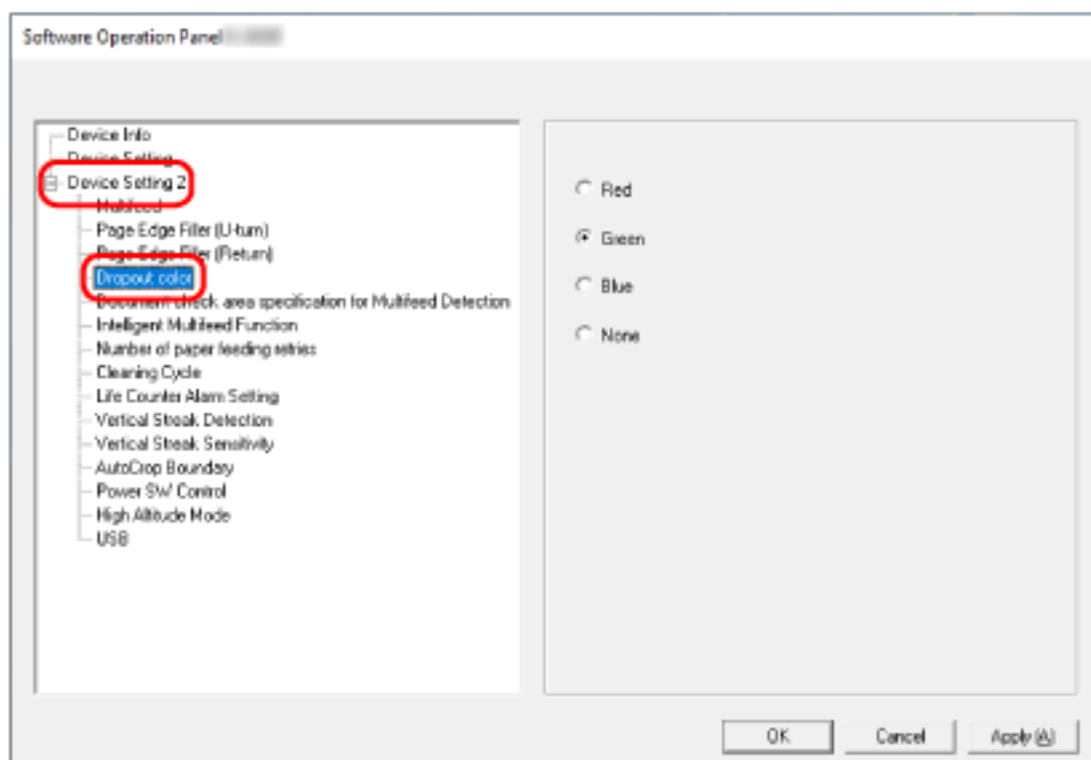 Software Operation Panel
Device Info
Device Setting
Device Setting 2
Multifeed
Page Edge Filler (U-turn)
Page Edge Filler (Return)
Dropout color
Document check area specification for Multifeed Detection
Intelligent Multifeed Function
Number of paper feeding retries
Cleaning Cycle
Life Counter Alarm Setting
Vertical Streak Detection
Vertical Streak Sensitivity
AutoCrop Boundary
Power SW Control
High Altitude Mode
USB
Red
Green
Blue
None
OK
Cancel
Apply (A)